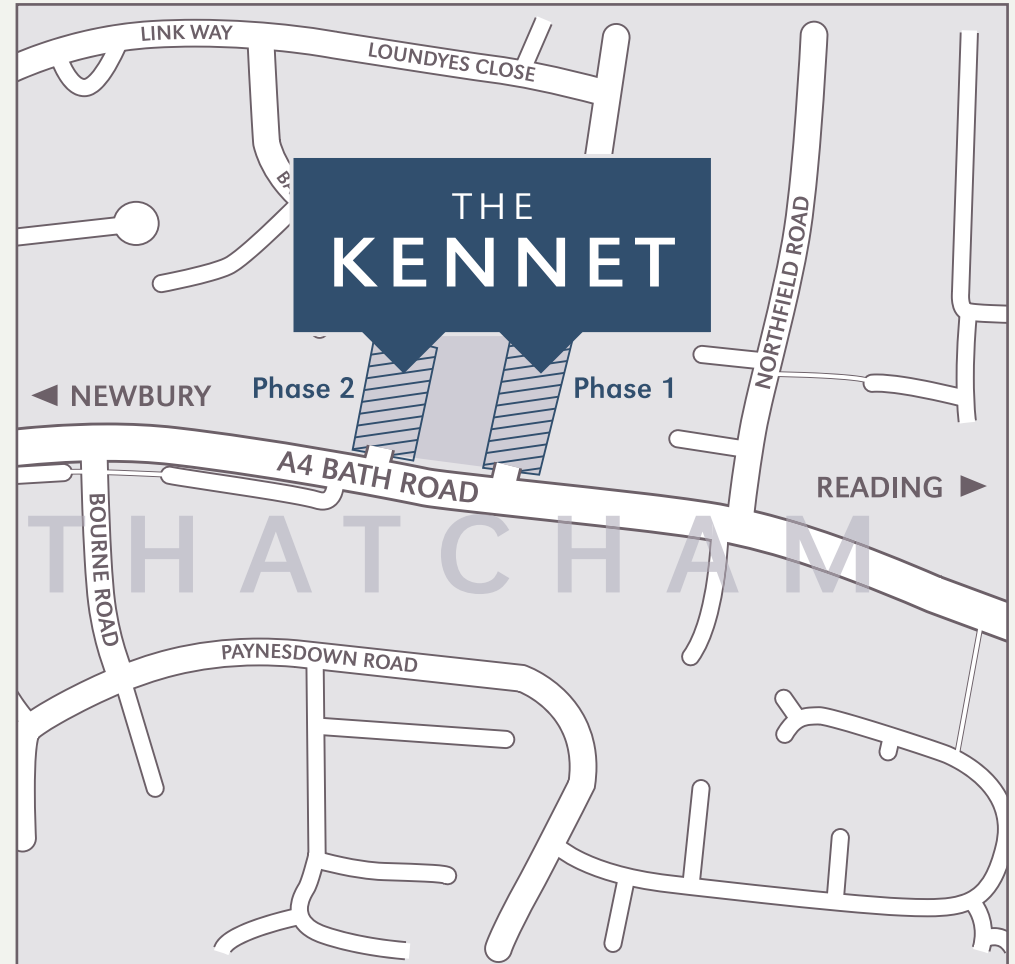 LINK WAY
LOUNDYES CLOSE
THE
KENNET
NORTHFIELD ROAD
Phase 2
Phase 1
◀ NEWBURY
A4 BATH ROAD
READING ▶
BOURNE ROAD
THATCHAM
PAYNESDOWN ROAD